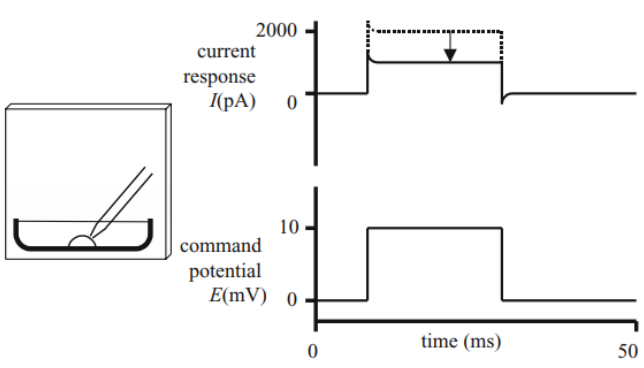 2000
current
response
I(pA)
0
10
command
potential
E(mV)
0
time (ms)
0
50